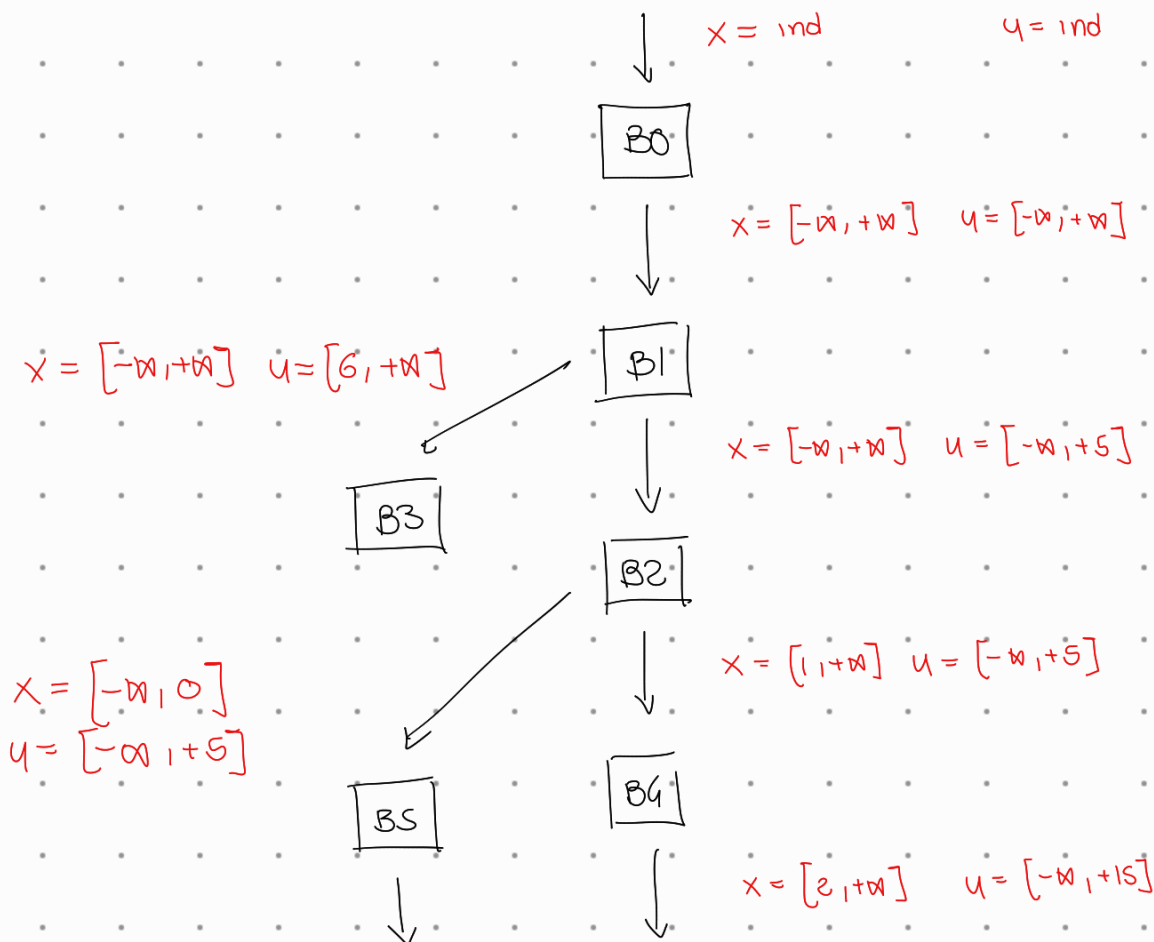 x = ind y = ind
B0
x = [-∞, +∞] y = [-∞, +∞]
B1
x = [-∞, +∞] y = [6, +∞]
x = [-∞, +∞] y = [-∞, +5]
B3
B2
x = [1, +∞] y = [-∞, +5]
x = [-∞, 0]
y = [-∞, +5]
B4
B5
x = [2, +∞] y = [-∞, +15]